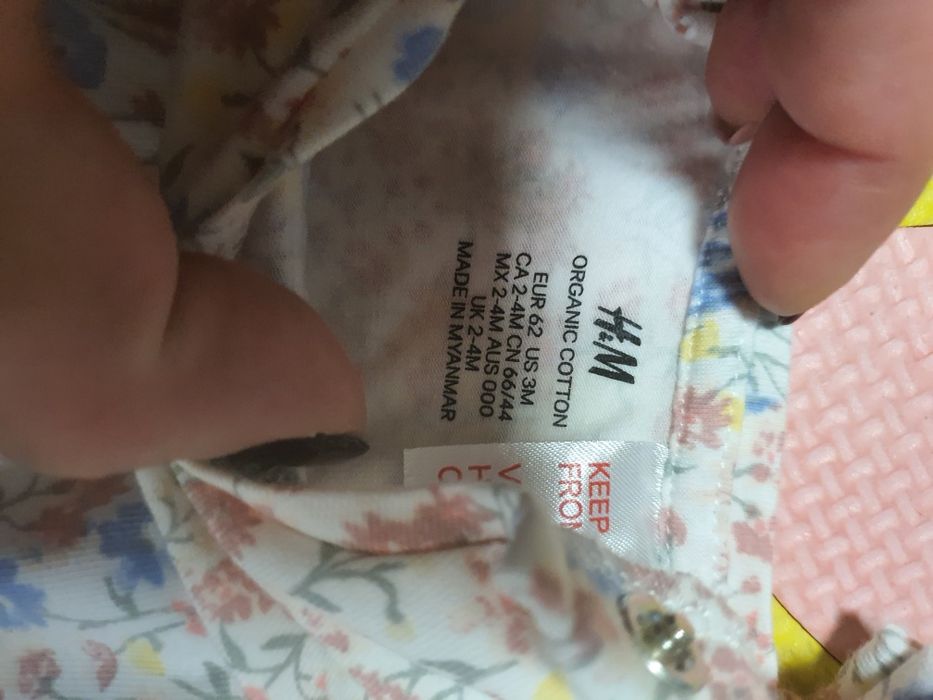 H&M
ORGANIC COTTON
EUR 62 US 3M
CA 2-4M CN 66/44
MX 2-4M AUS 000
UK 2-4M
MADE IN MYANMAR
KEEP